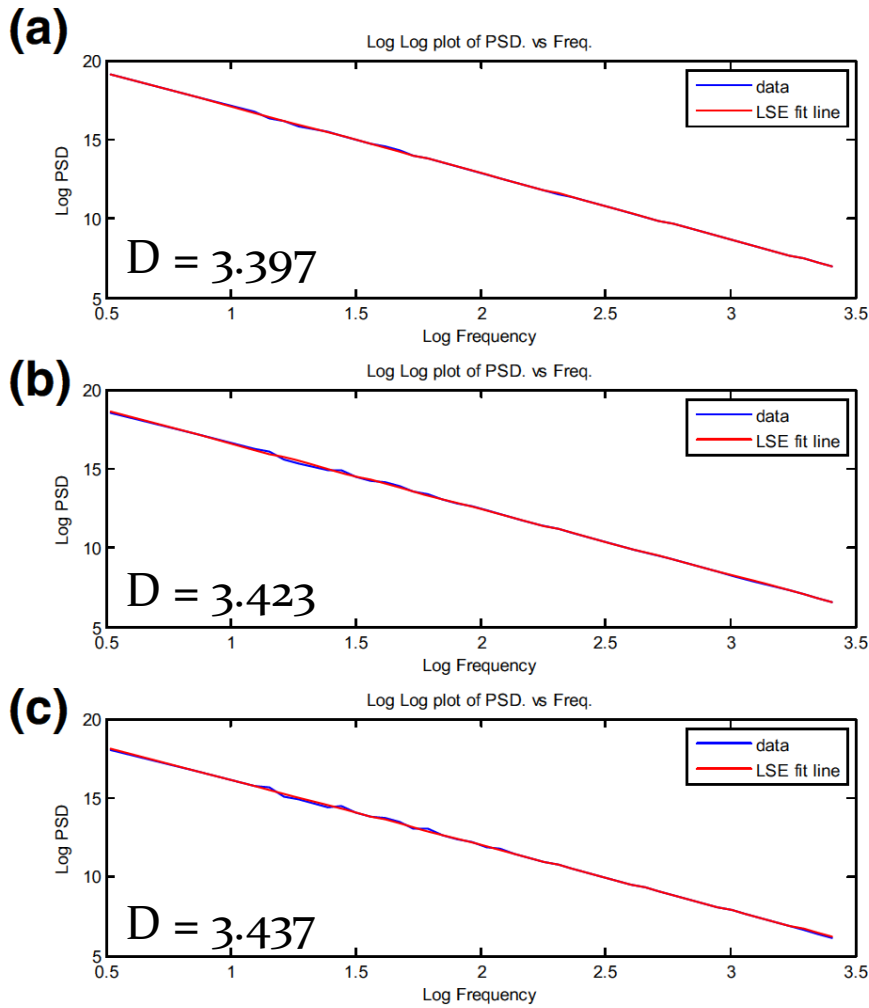 (a)
Log Log plot of PSD. vs Freq.
20
15
10
5
Log PSD
data
LSE fit line
D = 3.397
0.5 1 1.5 2 2.5 3 3.5
Log Frequency
(b)
Log Log plot of PSD. vs Freq.
20
15
10
5
Log PSD
data
LSE fit line
D = 3.423
0.5 1 1.5 2 2.5 3 3.5
Log Frequency
(c)
Log Log plot of PSD. vs Freq.
20
15
10
5
Log PSD
data
LSE fit line
D = 3.437
0.5 1 1.5 2 2.5 3 3.5
Log Frequency